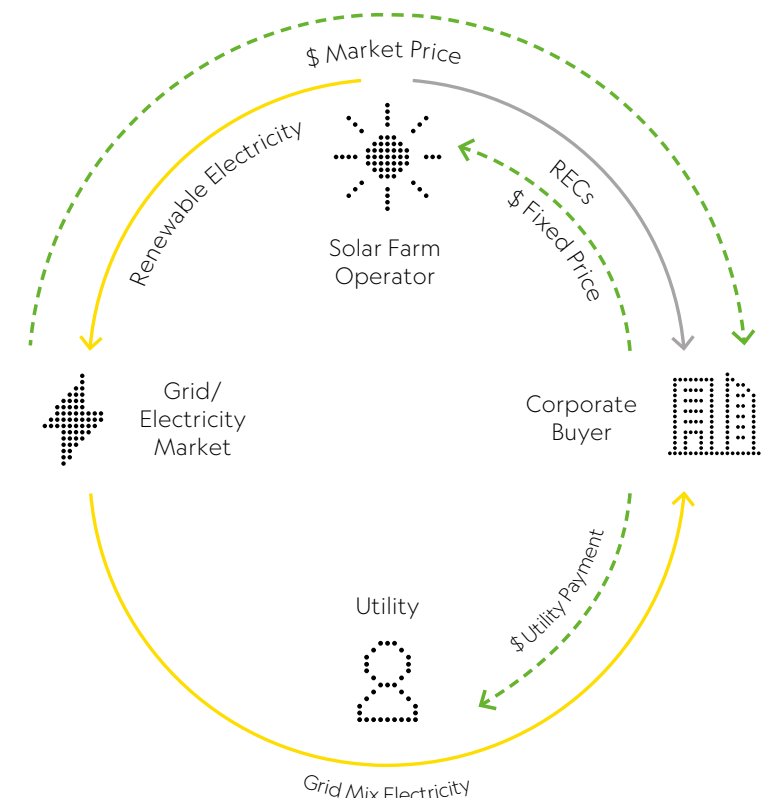 $ Market Price
Renewable Electricity
RECs
$ Fixed Price
Solar Farm
Operator
Grid/
Electricity
Market
Corporate
Buyer
$ Utility Payment
Utility
Grid Mix Electricity